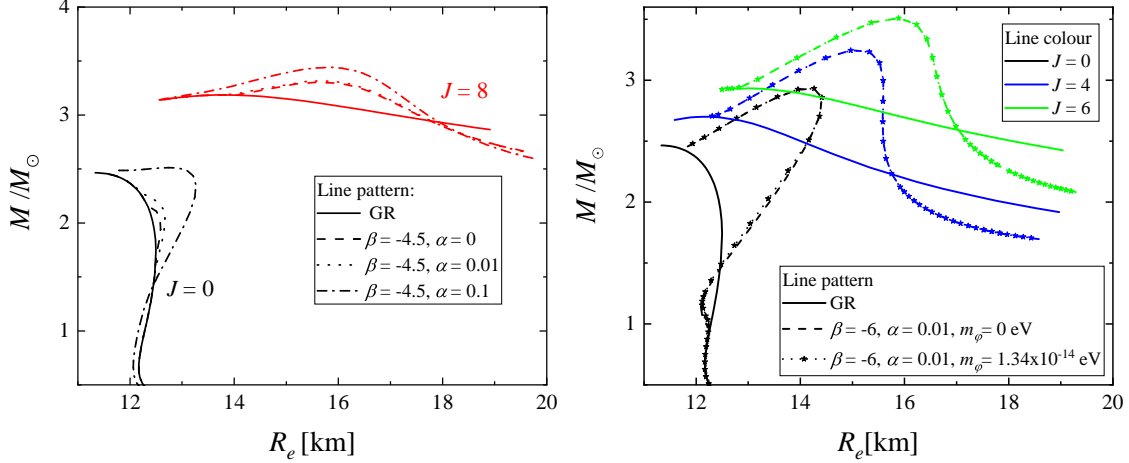 4
3
2
1
M/M☉
J = 8
J = 0
Line pattern:
GR
β = -4.5, α = 0
β = -4.5, α = 0.01
β = -4.5, α = 0.1
12 14 16 18 20
R_e [km]
4
3
2
1
M/M☉
Line colour
J = 0
J = 4
J = 6
Line pattern
GR
β = -6, α = 0.01, m_φ = 0 eV
β = -6, α = 0.01, m_φ = 1.34x10⁻¹⁴ eV
12 14 16 18 20
R_e [km]